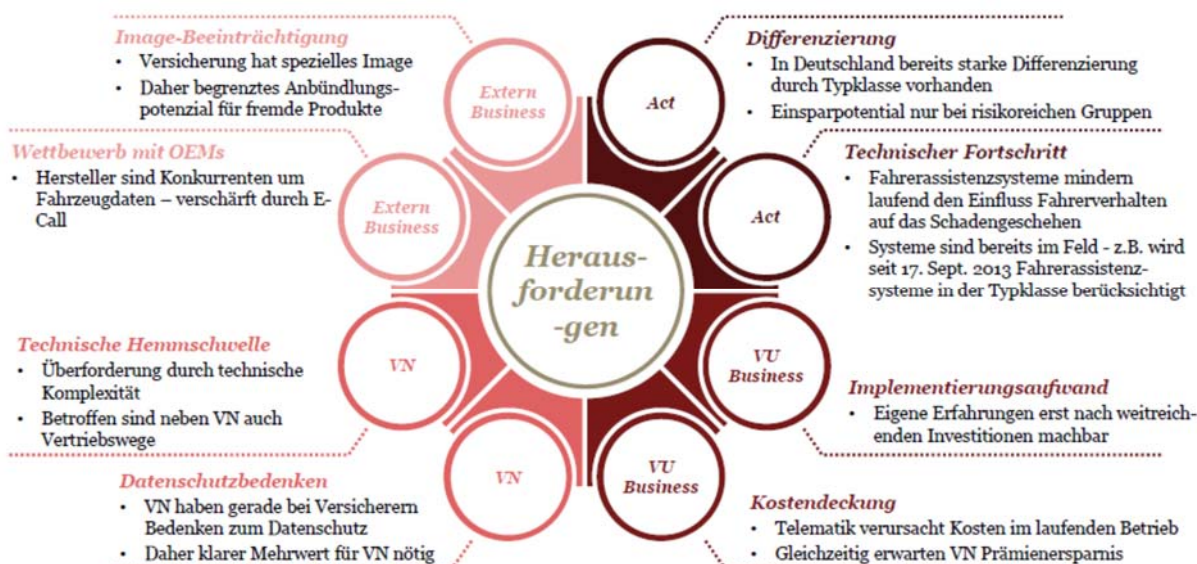 Image-Beeinträchtigung
• Versicherung hat spezielles Image
• Daher begrenztes Anbündlungs-
potenzial für fremde Produkte
Extern
Business
Wettbewerb mit OEMs
• Hersteller sind Konkurrenten um
Fahrzeugdaten – verschärft durch E-
Call
Extern
Business
Technische Hemmschwelle
• Überforderung durch technische
Komplexität
• Betroffen sind neben VN auch
Vertriebswege
VN
Datenschutzbedenken
• VN haben gerade bei Versicherern
Bedenken zum Datenschutz
• Daher klarer Mehrwert für VN nötig
VN
Heraus-
forderun
-gen
Act
Differenzierung
• In Deutschland bereits starke Differenzierung
durch Typklasse vorhanden
• Einsparpotential nur bei risikoreichen Gruppen
Act
Technischer Fortschritt
• Fahrerassistenzsysteme mindern
laufend den Einfluss Fahrerverhalten
auf das Schadengeschehen
• Systeme sind bereits im Feld - z.B. wird
seit 17. Sept. 2013 Fahrerassistenz-
systeme in der Typklasse berücksichtigt
VU
Business
Implementierungsaufwand
• Eigene Erfahrungen erst nach weitreich-
enden Investitionen machbar
VU
Business
Kostendeckung
• Telematik verursacht Kosten im laufenden Betrieb
• Gleichzeitig erwarten VN Prämienersparnis